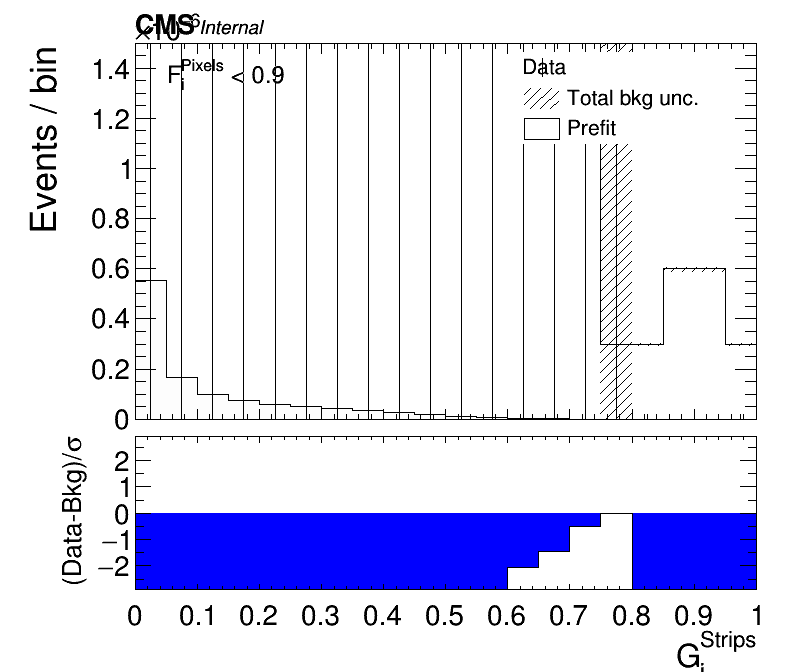 CMS Internal
×10^6
Events / bin
F_i^Pixels < 0.9
Data
Total bkg unc.
Prefit
1.4
1.2
1
0.8
0.6
0.4
0.2
0
(Data-Bkg)/σ
2
1
0
−1
−2
0 0.1 0.2 0.3 0.4 0.5 0.6 0.7 0.8 0.9 1
G_i^Strips